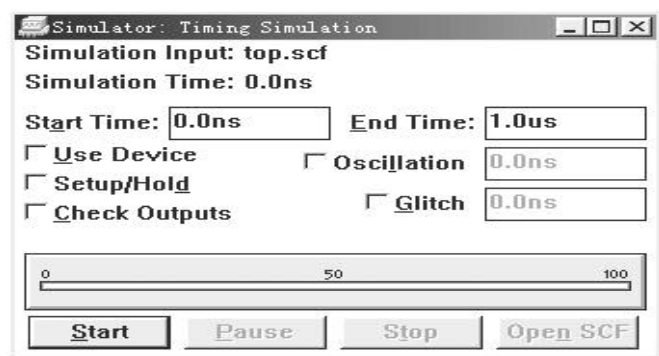 Simulator: Timing Simulation
Simulation Input: top.scf
Simulation Time: 0.0ns
Start Time: 0.0ns End Time: 1.0us
Use Device
Oscillation 0.0ns
Setup/Hold
Glitch 0.0ns
Check Outputs
0 50 100
Start Pause Stop Open SCF